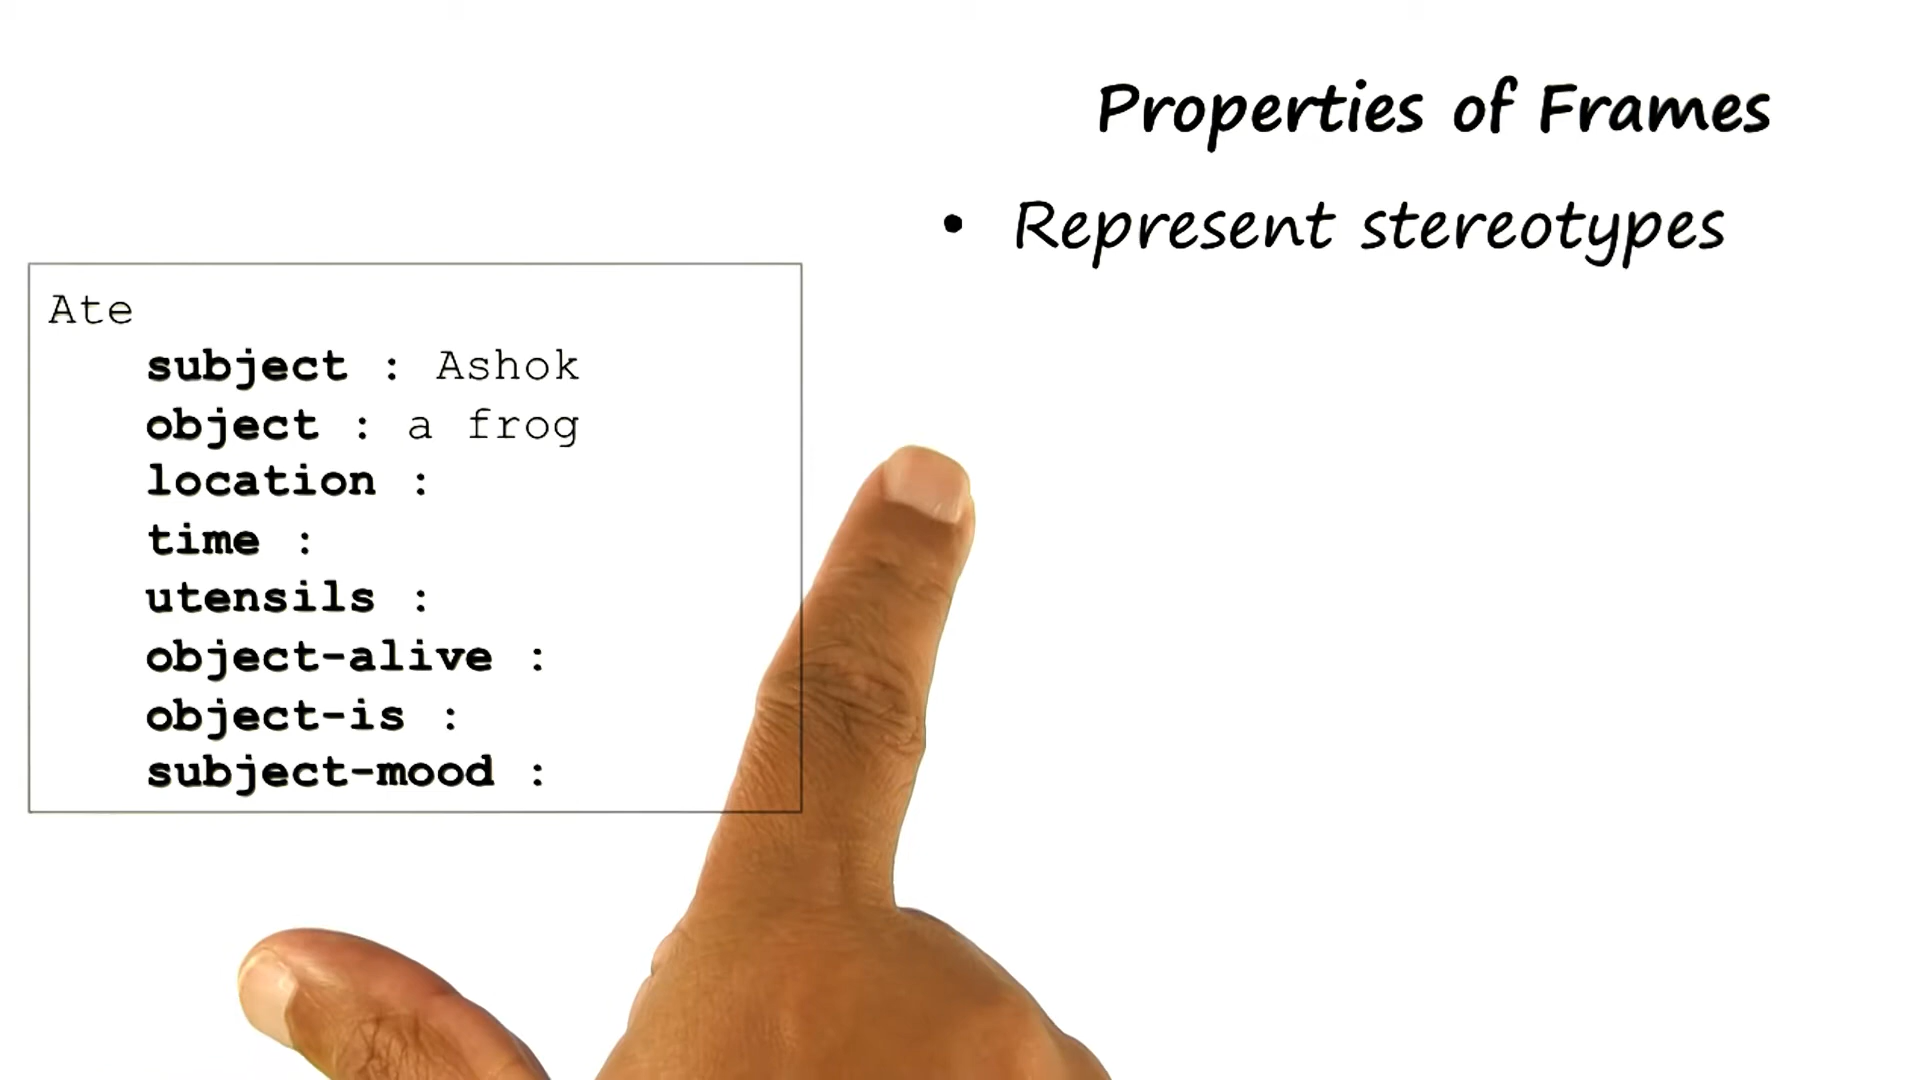 Properties of Frames
• Represent stereotypes
Ate
subject : Ashok
object : a frog
location :
time :
utensils :
object-alive :
object-is :
subject-mood :